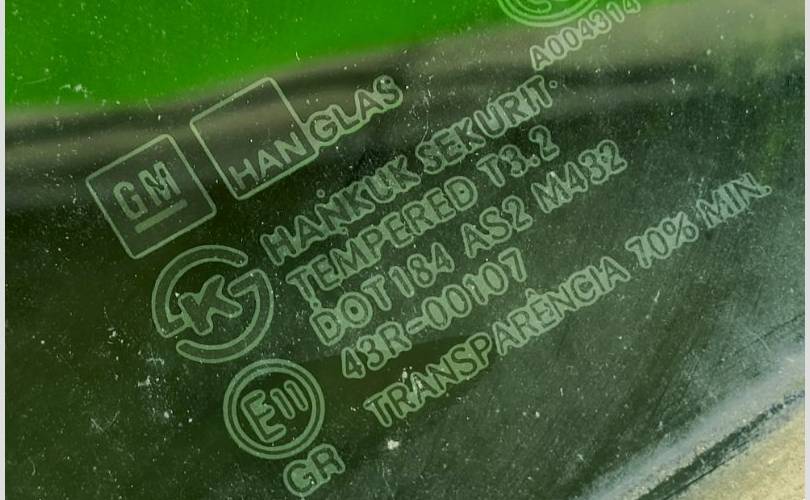 A004314
GM HANGLAS
HANKUK SEKURIT
TEMPERED T3.2
DOT184 AS2 M432
43R-00107
TRANSPARÊNCIA 70% MIN.
K
E11
GR